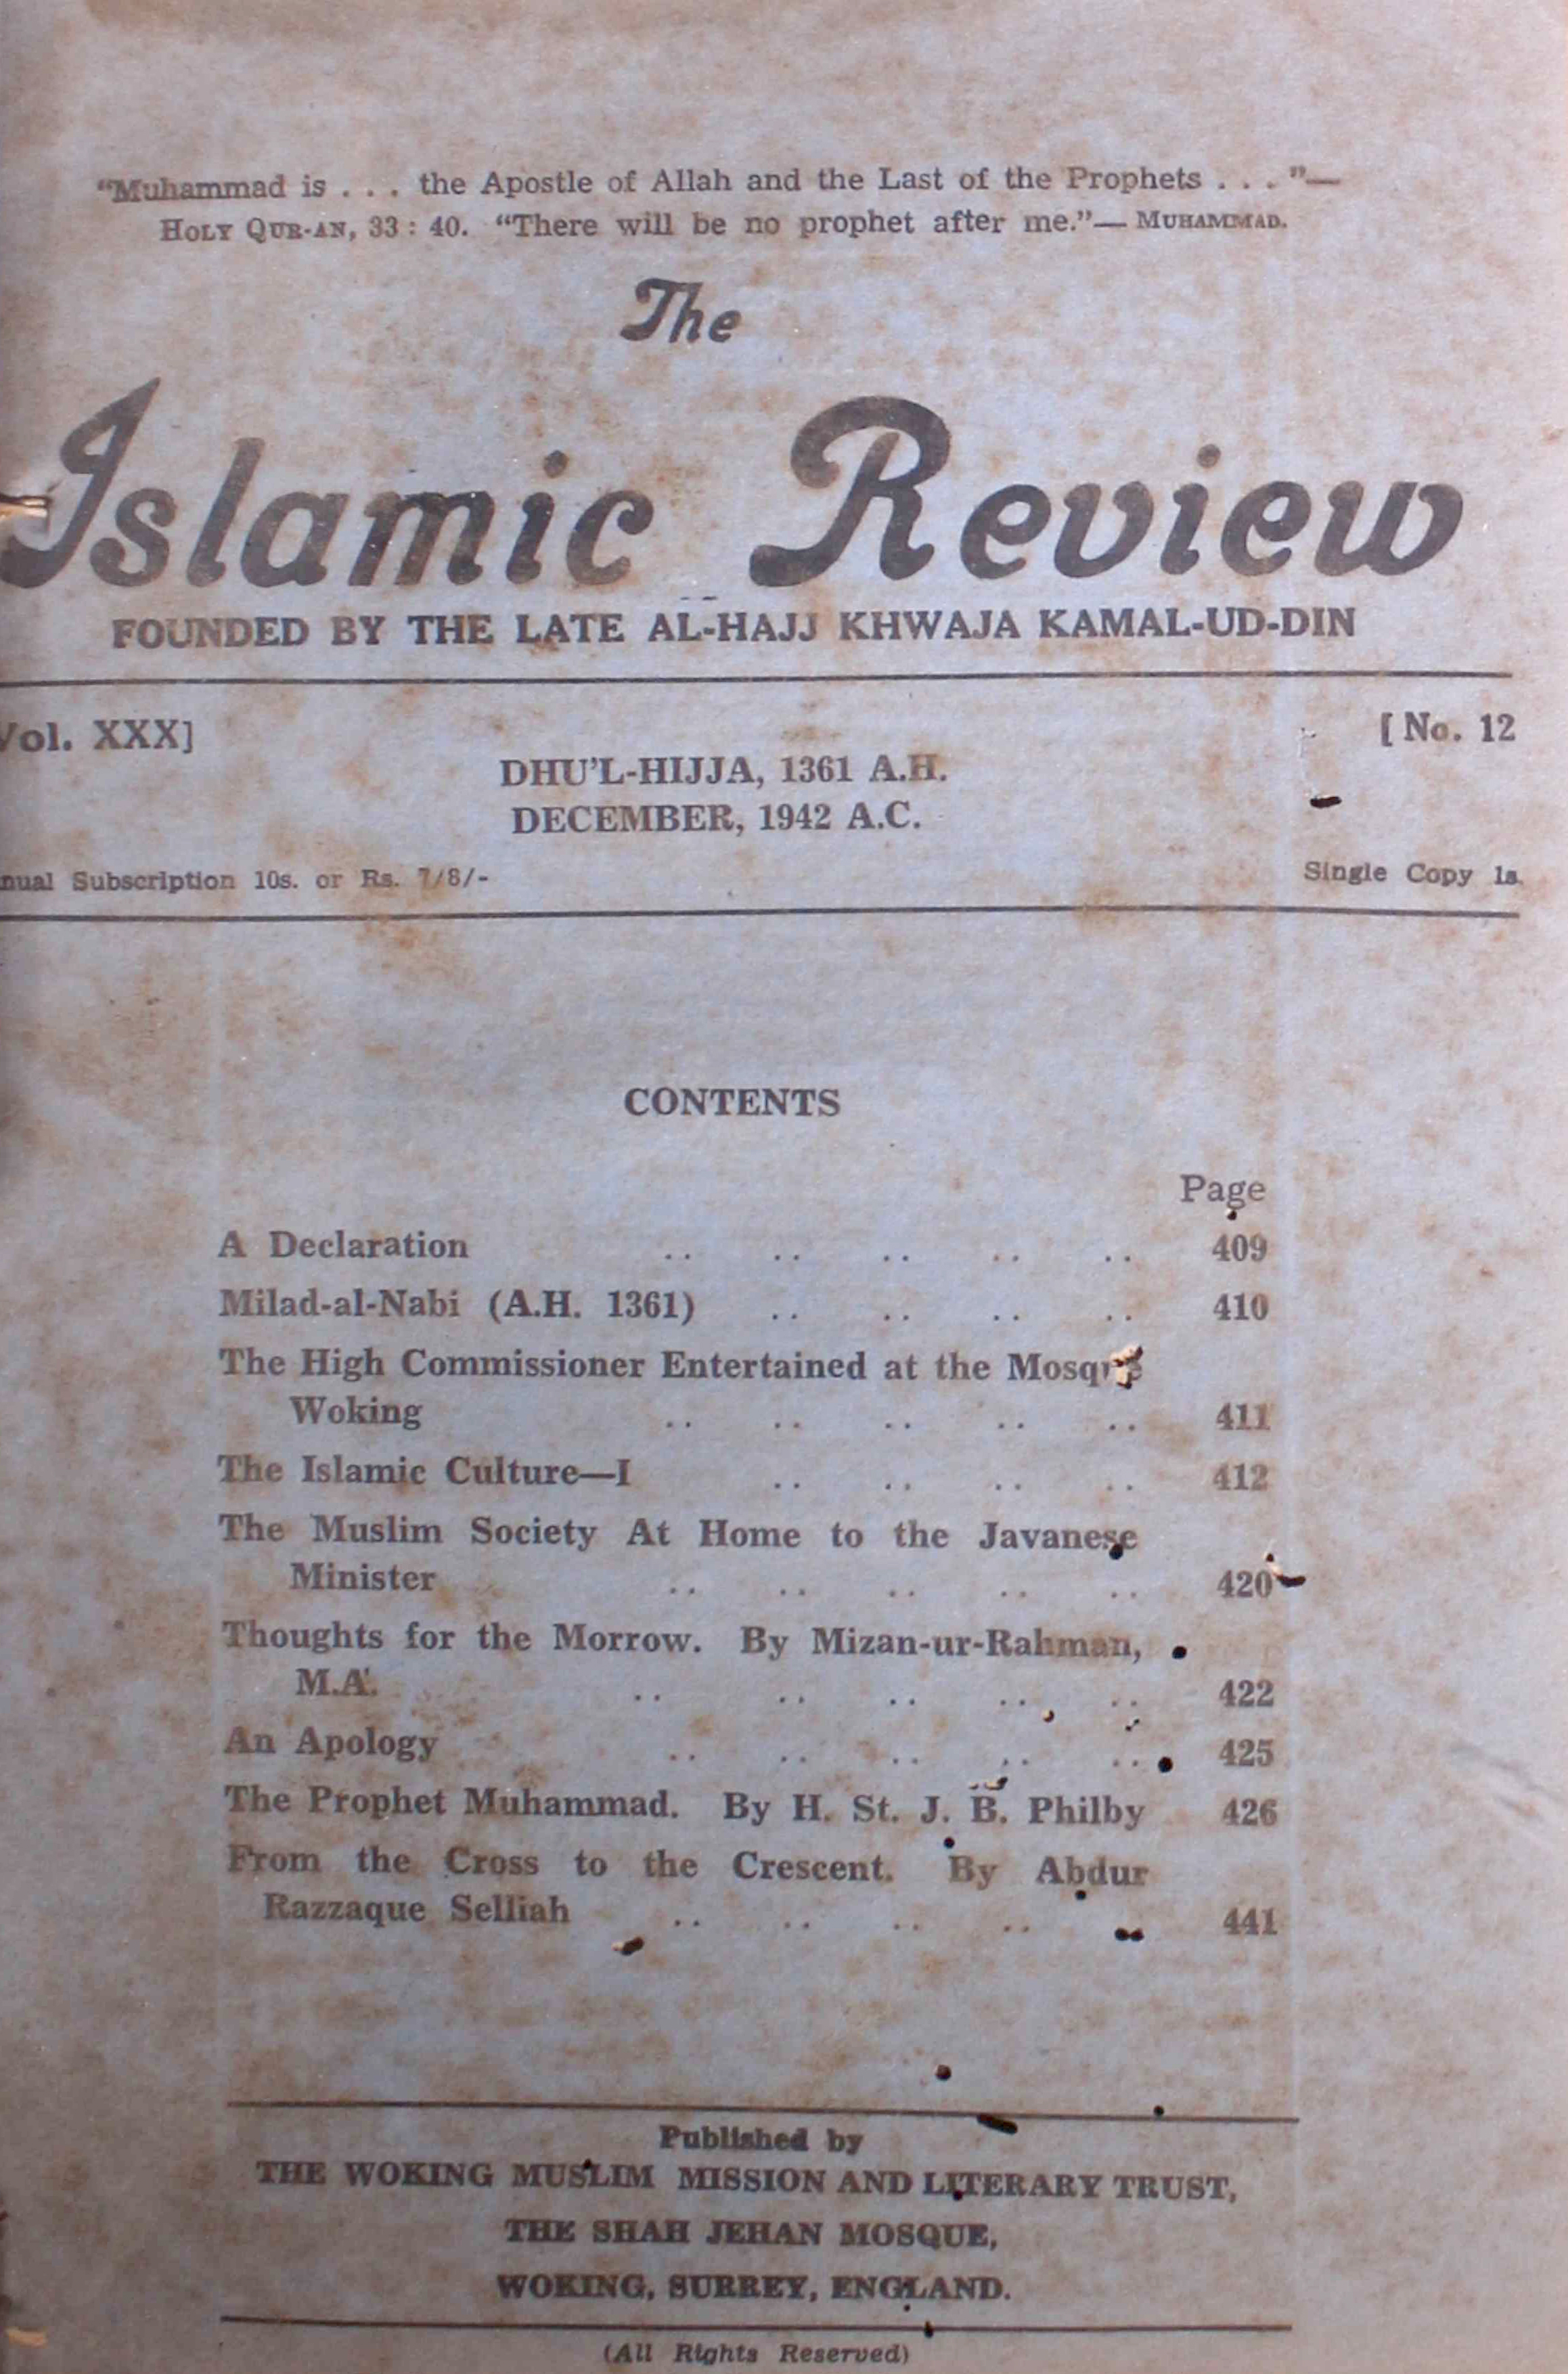 "Muhammad is . . . the Apostle of Allah and the Last of the Prophets . . . "—
HOLY QUR-AN, 33 : 40. "There will be no prophet after me."— MUHAMMAD.
The
Islamic Review
FOUNDED BY THE LATE AL-HAJJ KHWAJA KAMAL-UD-DIN
Vol. XXX] [ No. 12
DHU'L-HIJJA, 1361 A.H.
DECEMBER, 1942 A.C.
nual Subscription 10s. or Rs. 7/8/- Single Copy 1s.
CONTENTS
Page
A Declaration .. .. .. .. .. 409
Milad-al-Nabi (A.H. 1361) .. .. .. .. 410
The High Commissioner Entertained at the Mosque
Woking .. .. .. .. .. 411
The Islamic Culture—I .. .. .. .. 412
The Muslim Society At Home to the Javanese
Minister .. .. .. .. .. 420
Thoughts for the Morrow. By Mizan-ur-Rahman,
M.A. .. .. .. .. .. 422
An Apology .. .. .. .. .. 425
The Prophet Muhammad. By H. St. J. B. Philby 426
From the Cross to the Crescent. By Abdur
Razzaque Selliah .. .. .. .. .. 441
Published by
THE WOKING MUSLIM MISSION AND LITERARY TRUST,
THE SHAH JEHAN MOSQUE,
WOKING, SURREY, ENGLAND.
(All Rights Reserved)